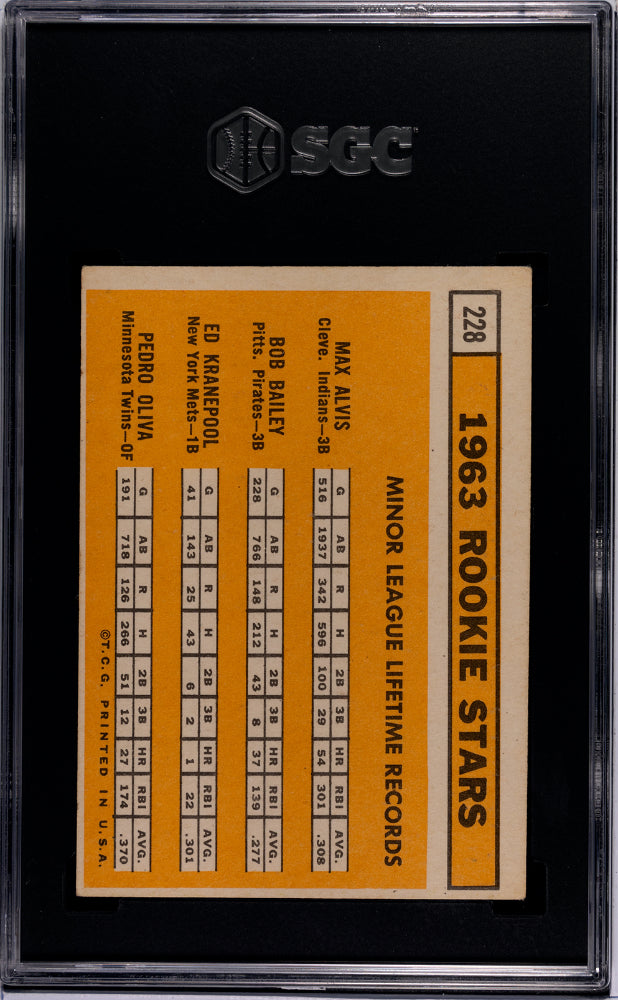 SGC
228
1963 ROOKIE STARS
MINOR LEAGUE LIFETIME RECORDS
MAX ALVIS
Cleve. Indians—3B
G AB R H 2B 3B HR RBI AVG.
516 1937 342 596 100 29 54 301 .308
BOB BAILEY
Pitts. Pirates—3B
G AB R H 2B 3B HR RBI AVG.
228 766 148 212 43 8 37 139 .277
ED KRANEPOOL
New York Mets—1B
G AB R H 2B 3B HR RBI AVG.
41 143 25 43 6 2 1 22 .301
PEDRO OLIVA
Minnesota Twins—OF
G AB R H 2B 3B HR RBI AVG.
191 718 126 266 51 12 27 174 .370
©T.C.G. PRINTED IN U.S.A.